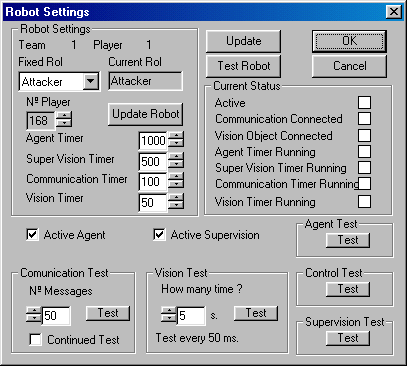 Robot Settings
Robot Settings
Team 1 Player 1
Fixed Rol Current Rol
Attacker Attacker
Nº Player
168
Update Robot
Agent Timer 1000
Super Vision Timer 500
Communication Timer 100
Vision Timer 50
Update OK
Test Robot Cancel
Current Status
Active
Communication Connected
Vision Object Connected
Agent Timer Running
Super Vision Timer Running
Communication Timer Running
Vision Timer Running
Active Agent Active Supervision
Agent Test
Test
Comunication Test
Nº Messages
50 Test
Continued Test
Vision Test
How many time ?
5 s. Test
Test every 50 ms.
Control Test
Test
Supervision Test
Test